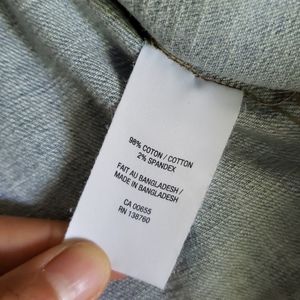 98% COTON / COTTON
2% SPANDEX
FAIT AU BANGLADESH /
MADE IN BANGLADESH
CA 00655
RN 138760